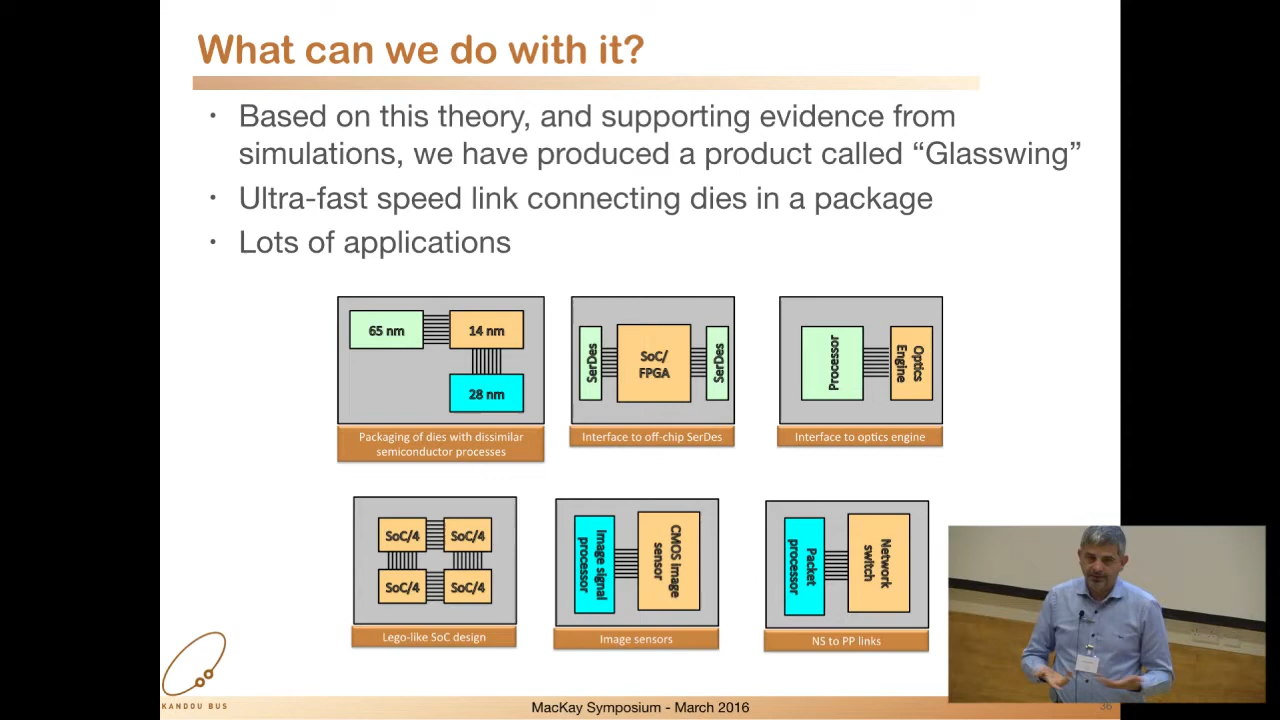 What can we do with it?
• Based on this theory, and supporting evidence from
simulations, we have produced a product called “Glasswing”
• Ultra-fast speed link connecting dies in a package
• Lots of applications
65 nm
14 nm
28 nm
Packaging of dies with dissimilar
semiconductor processes
SerDes
SoC/
FPGA
SerDes
Interface to off-chip SerDes
Processor
Optics
Engine
Interface to optics engine
SoC/4
SoC/4
SoC/4
SoC/4
Lego-like SoC design
Image signal
processor
CMOS image
sensor
Image sensors
Packet
processor
Network
switch
NS to PP links
KANDOU BUS
MacKay Symposium - March 2016
36